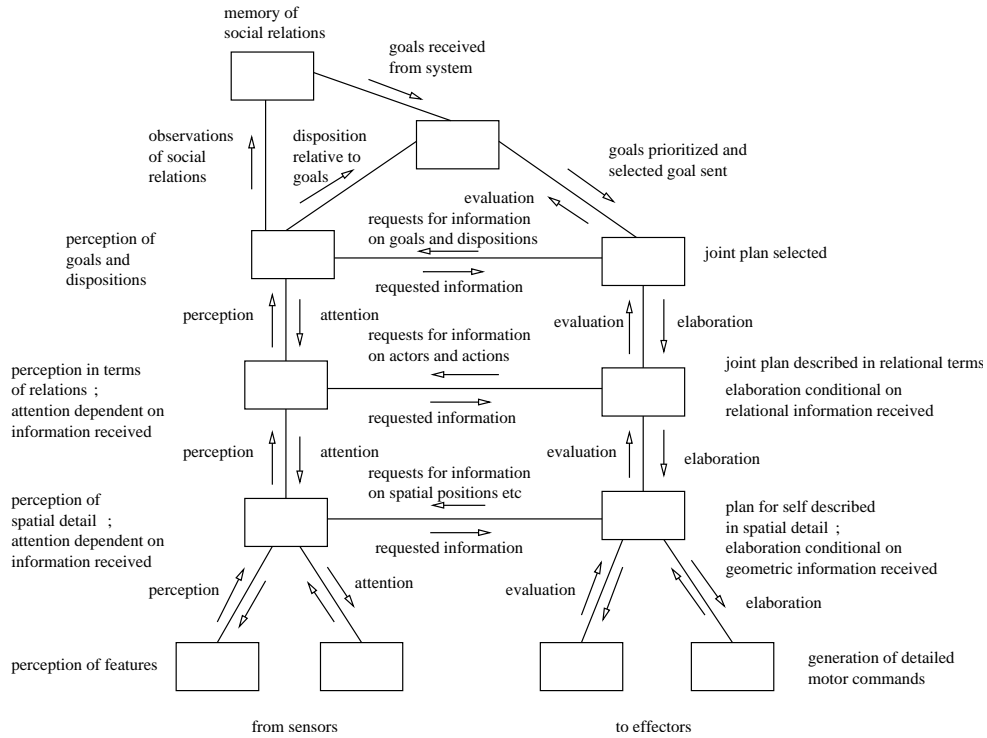 memory of
social relations
goals received
from system
observations
of social
relations
disposition
relative to
goals
goals prioritized and
selected goal sent
evaluation
requests for information
on goals and dispositions
perception of
goals and
dispositions
joint plan selected
requested information
perception
attention
evaluation
elaboration
requests for information
on actors and actions
perception in terms
of relations ;
attention dependent on
information received
joint plan described in relational terms
elaboration conditional on
relational information received
requested information
perception
attention
evaluation
elaboration
requests for information
on spatial positions etc
perception of
spatial detail ;
attention dependent on
information received
plan for self described
in spatial detail ;
elaboration conditional on
geometric information received
requested information
perception
attention
evaluation
elaboration
perception of features
generation of detailed
motor commands
from sensors
to effectors